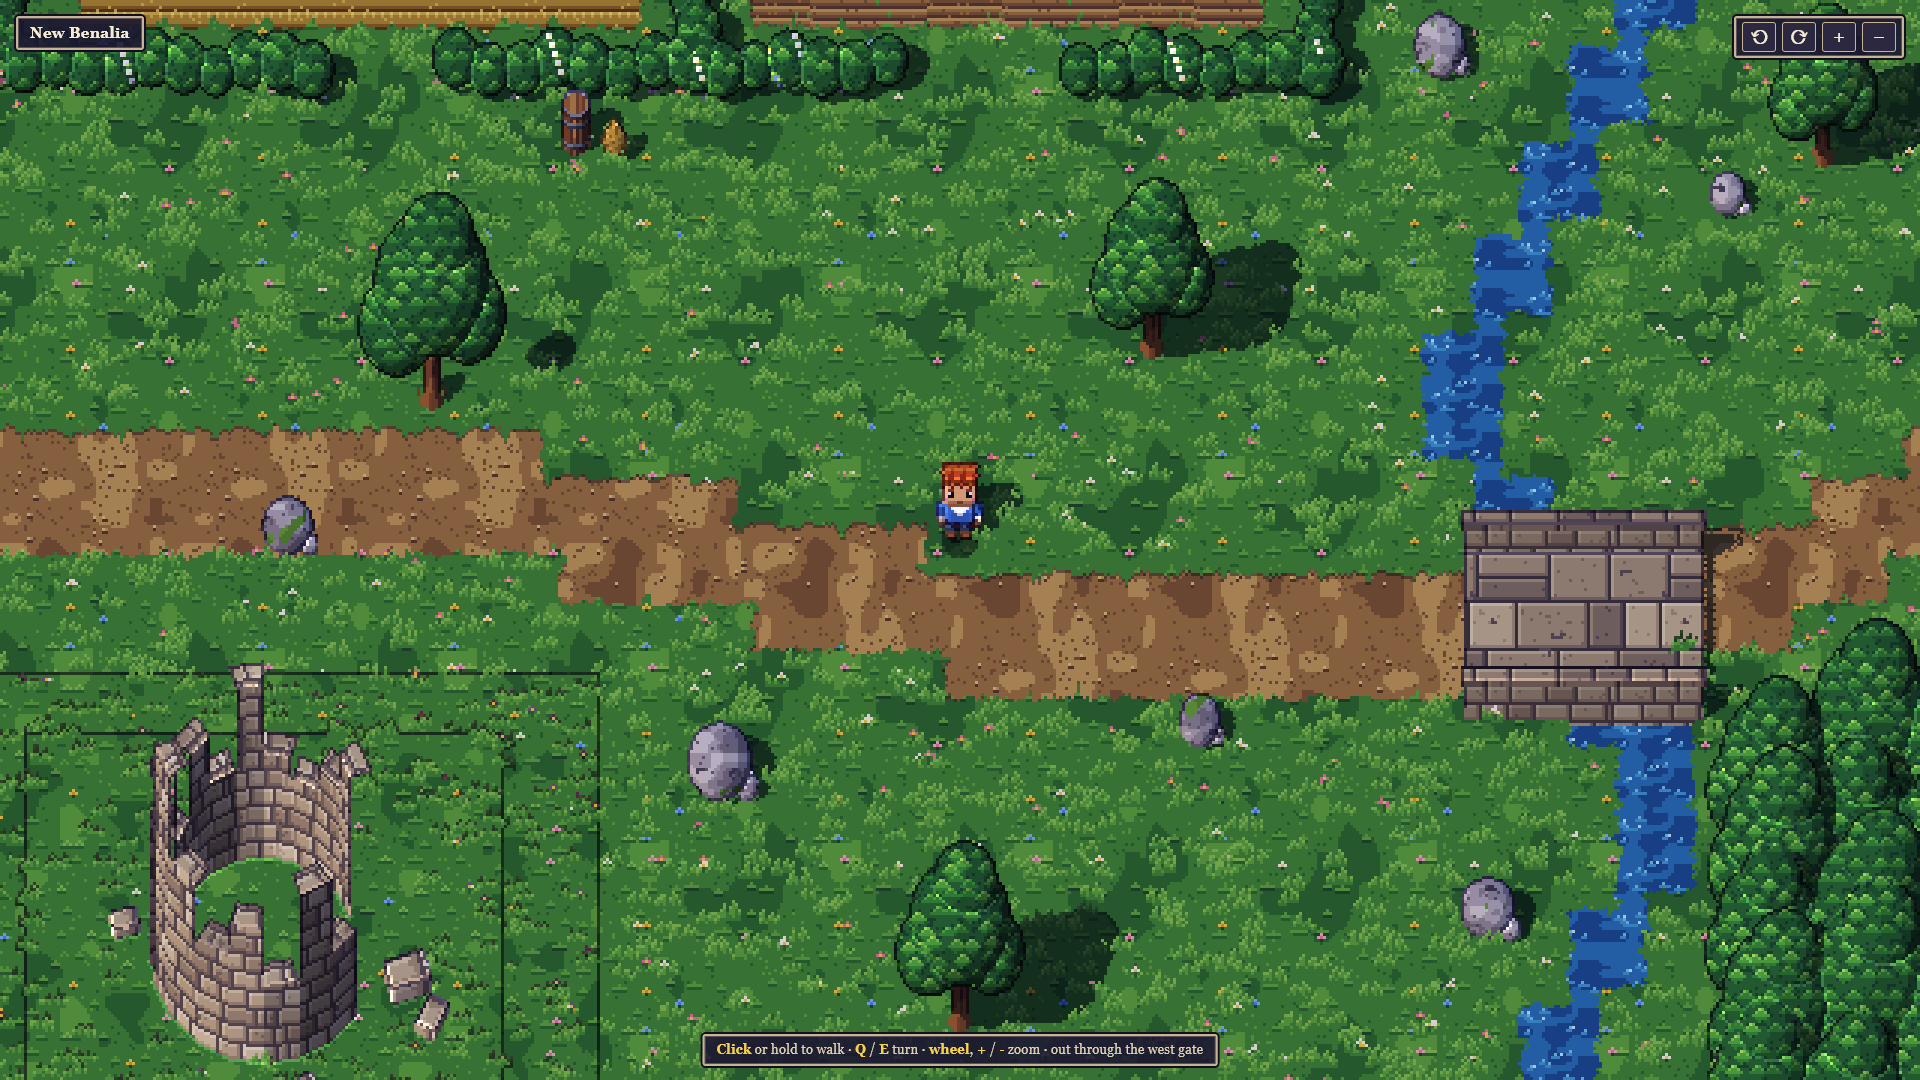 New Benalia
Click or hold to walk · Q / E turn · wheel, + / - zoom · out through the west gate